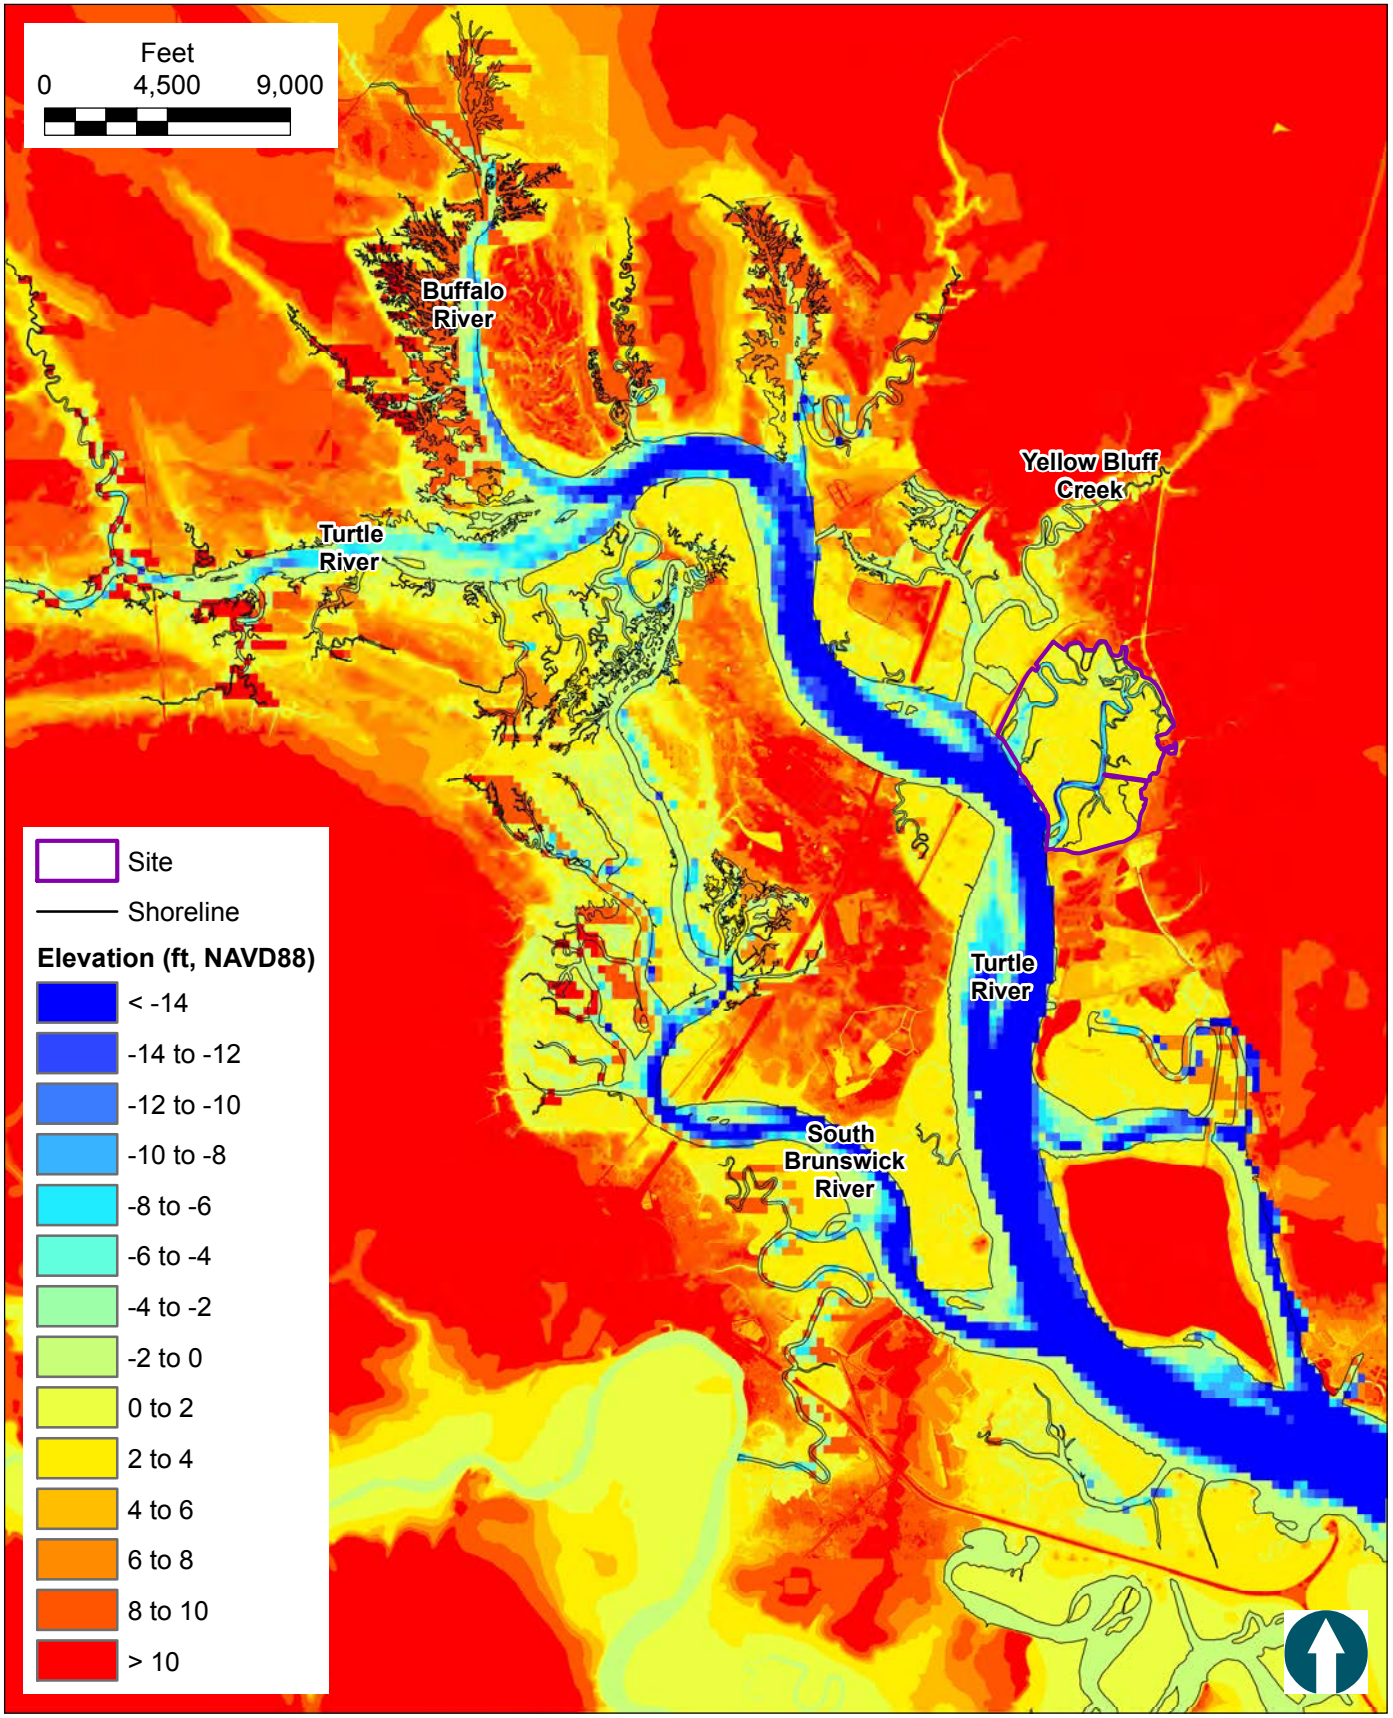 Feet
0 4,500 9,000
Buffalo
River
Yellow Bluff
Creek
Turtle
River
Site
Shoreline
Elevation (ft, NAVD88)
< -14
-14 to -12
-12 to -10
-10 to -8
-8 to -6
-6 to -4
-4 to -2
-2 to 0
0 to 2
2 to 4
4 to 6
6 to 8
8 to 10
> 10
Turtle
River
South
Brunswick
River